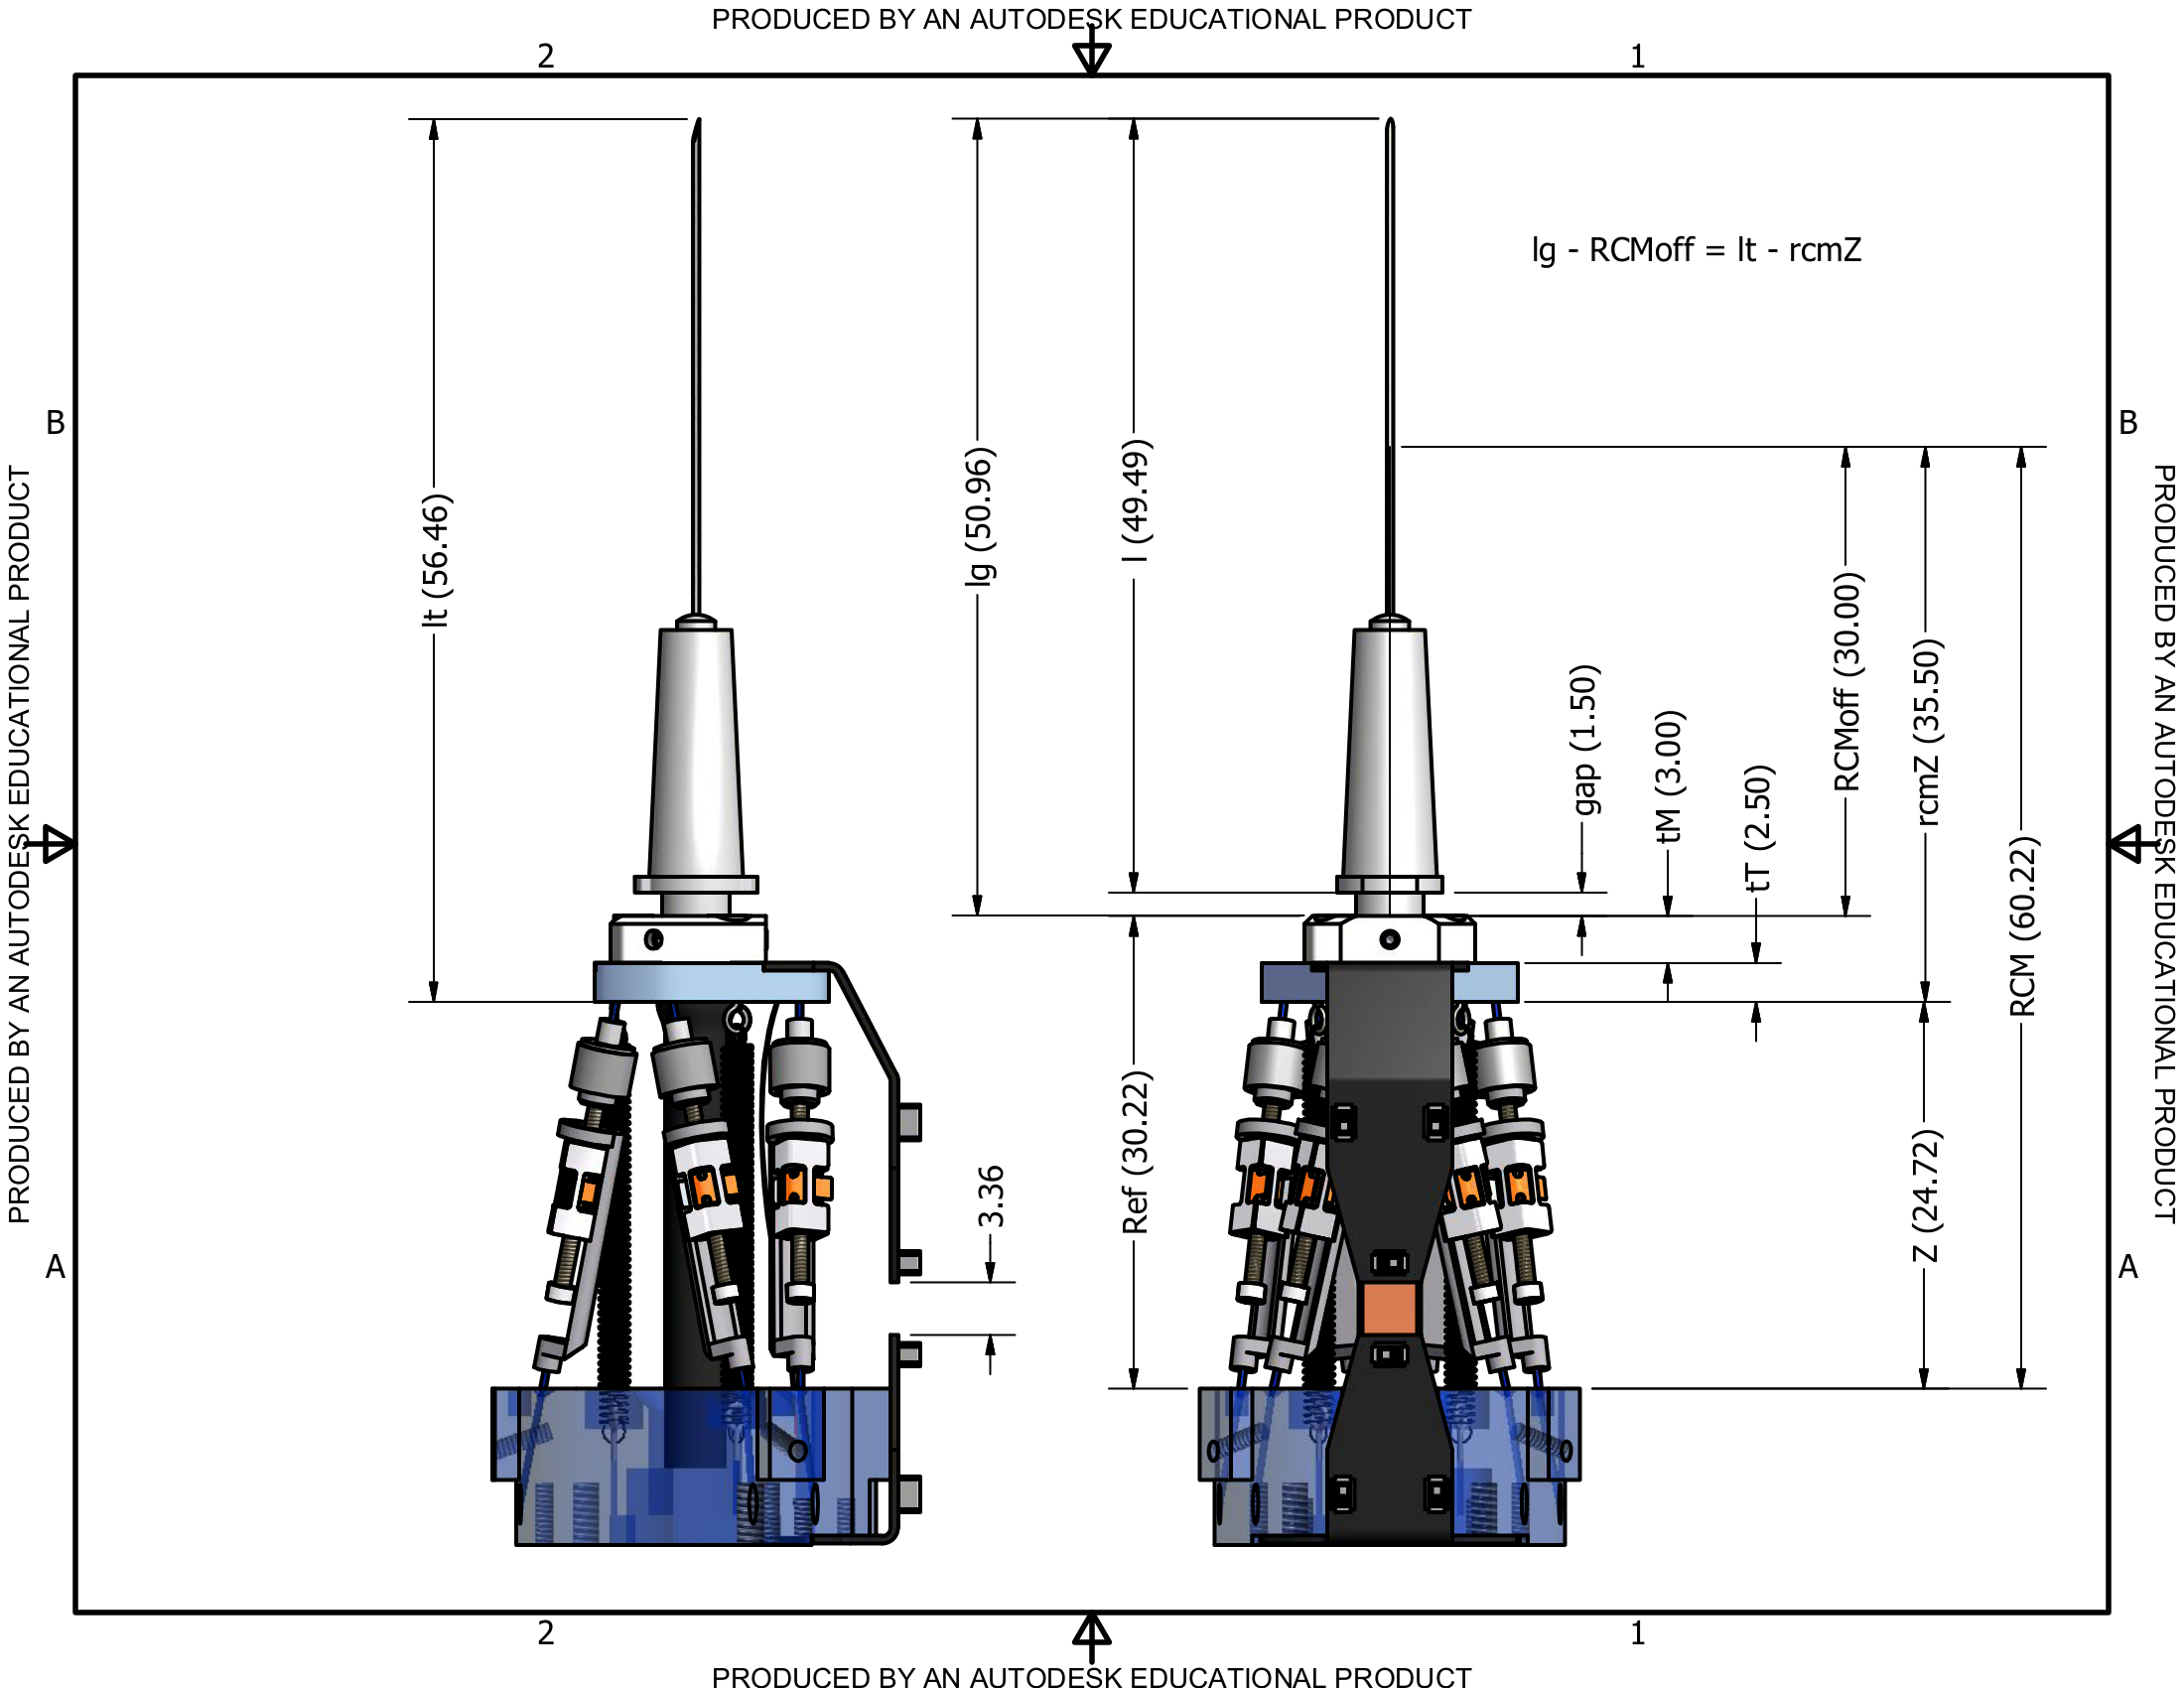 PRODUCED BY AN AUTODESK EDUCATIONAL PRODUCT
2
1
B
B
A
A
PRODUCED BY AN AUTODESK EDUCATIONAL PRODUCT
PRODUCED BY AN AUTODESK EDUCATIONAL PRODUCT
lg - RCMoff = lt - rcmZ
lt (56.46)
lg (50.96)
l (49.49)
gap (1.50)
tM (3.00)
tT (2.50)
RCMoff (30.00)
rcmZ (35.50)
RCM (60.22)
Ref (30.22)
3.36
Z (24.72)
2
1
PRODUCED BY AN AUTODESK EDUCATIONAL PRODUCT